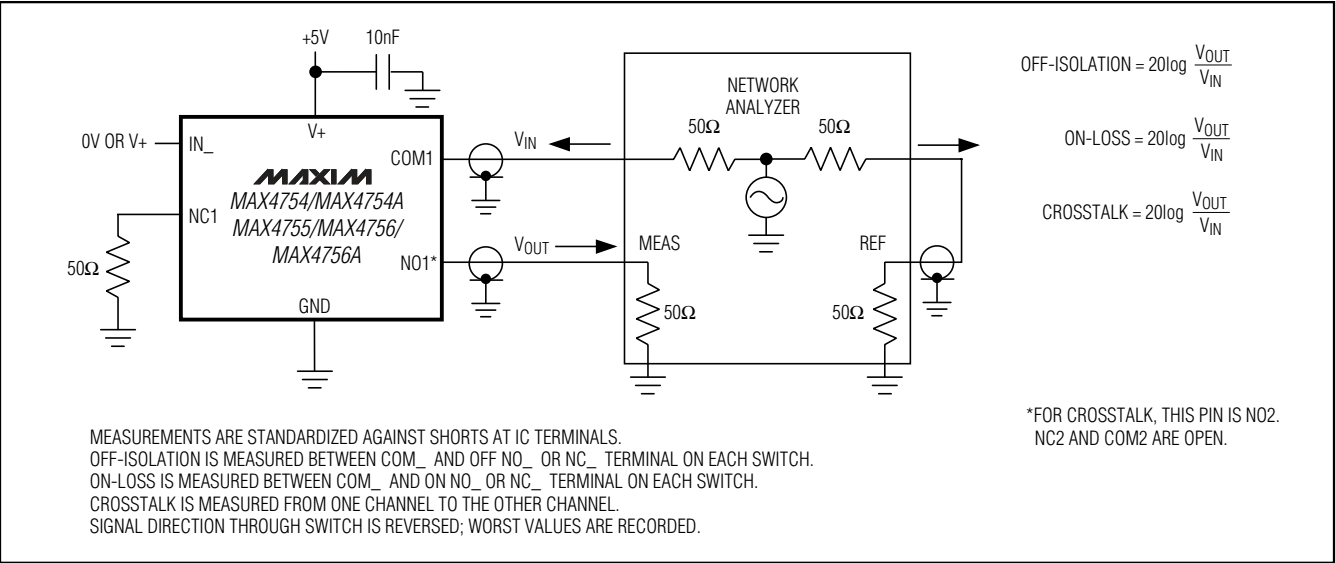 +5V
10nF
V+
0V OR V+
IN_
COM1
MAXIM
MAX4754/MAX4754A
MAX4755/MAX4756/
MAX4756A
NC1
NO1*
50Ω
GND
VIN
VOUT
NETWORK
ANALYZER
50Ω
50Ω
MEAS
REF
50Ω
50Ω
OFF-ISOLATION = 20log VOUT/VIN
ON-LOSS = 20log VOUT/VIN
CROSSTALK = 20log VOUT/VIN
*FOR CROSSTALK, THIS PIN IS NO2.
NC2 AND COM2 ARE OPEN.
MEASUREMENTS ARE STANDARDIZED AGAINST SHORTS AT IC TERMINALS.
OFF-ISOLATION IS MEASURED BETWEEN COM_ AND OFF NO_ OR NC_ TERMINAL ON EACH SWITCH.
ON-LOSS IS MEASURED BETWEEN COM_ AND ON NO_ OR NC_ TERMINAL ON EACH SWITCH.
CROSSTALK IS MEASURED FROM ONE CHANNEL TO THE OTHER CHANNEL.
SIGNAL DIRECTION THROUGH SWITCH IS REVERSED; WORST VALUES ARE RECORDED.